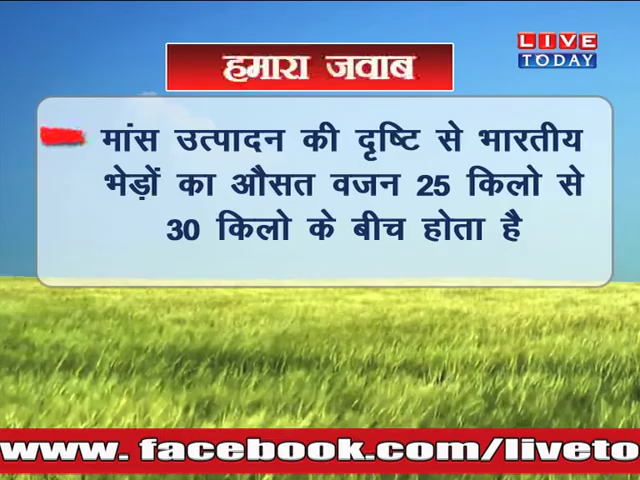 LIVE
TODAY
हमारा जवाब
मांस उत्पादन की दृष्टि से भारतीय
भेड़ों का औसत वजन 25 किलो से
30 किलो के बीच होता है
www. facebook.com/liveto